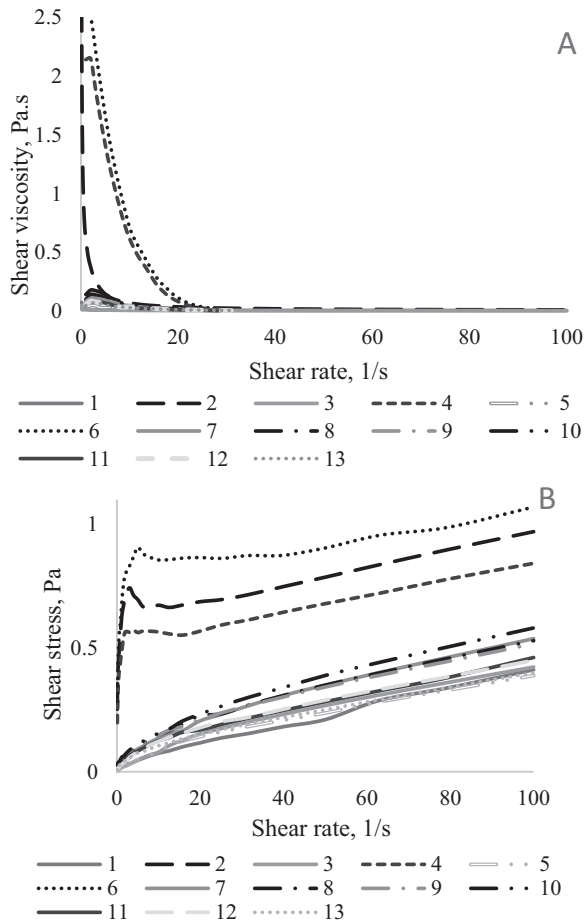 A
2.5
2
1.5
1
0.5
0
Shear viscosity, Pa.s
0 20 40 60 80 100
Shear rate, 1/s
1 2 3 4 5
6 7 8 9 10
11 12 13
B
1
0.5
0
Shear stress, Pa
0 20 40 60 80 100
Shear rate, 1/s
1 2 3 4 5
6 7 8 9 10
11 12 13